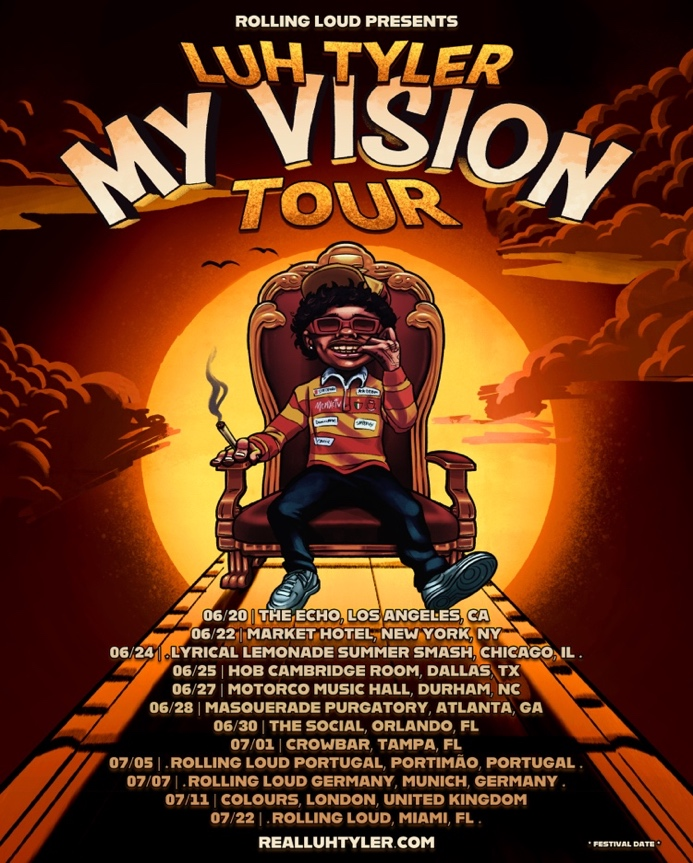 ROLLING LOUD PRESENTS
LUH TYLER
MY VISION
TOUR
06/20 | THE ECHO, LOS ANGELES, CA
06/22 | MARKET HOTEL, NEW YORK, NY
06/24 | .LYRICAL LEMONADE SUMMER SMASH, CHICAGO, IL .
06/25 | HOB CAMBRIDGE ROOM, DALLAS, TX
06/27 | MOTORCO MUSIC HALL, DURHAM, NC
06/28 | MASQUERADE PURGATORY, ATLANTA, GA
06/30 | THE SOCIAL, ORLANDO, FL
07/01 | CROWBAR, TAMPA, FL
07/05 | .ROLLING LOUD PORTUGAL, PORTIMÃO, PORTUGAL .
07/07 | .ROLLING LOUD GERMANY, MUNICH, GERMANY .
07/11 | COLOURS, LONDON, UNITED KINGDOM
07/22 | .ROLLING LOUD, MIAMI, FL .
REALLUHTYLER.COM
* FESTIVAL DATE *